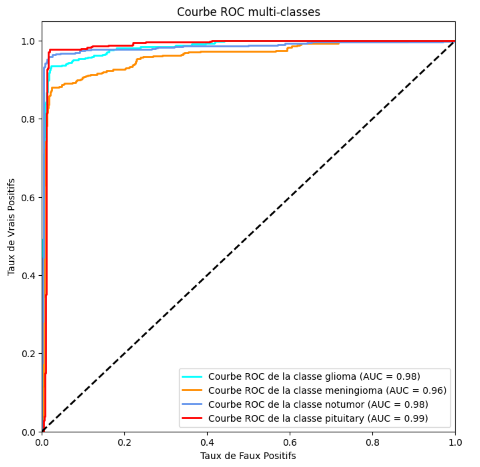 Courbe ROC multi-classes
1.0
0.8
0.6
0.4
0.2
0.0
Taux de Vrais Positifs
Courbe ROC de la classe glioma (AUC = 0.98)
Courbe ROC de la classe meningioma (AUC = 0.96)
Courbe ROC de la classe notumor (AUC = 0.98)
Courbe ROC de la classe pituitary (AUC = 0.99)
0.0 0.2 0.4 0.6 0.8 1.0
Taux de Faux Positifs